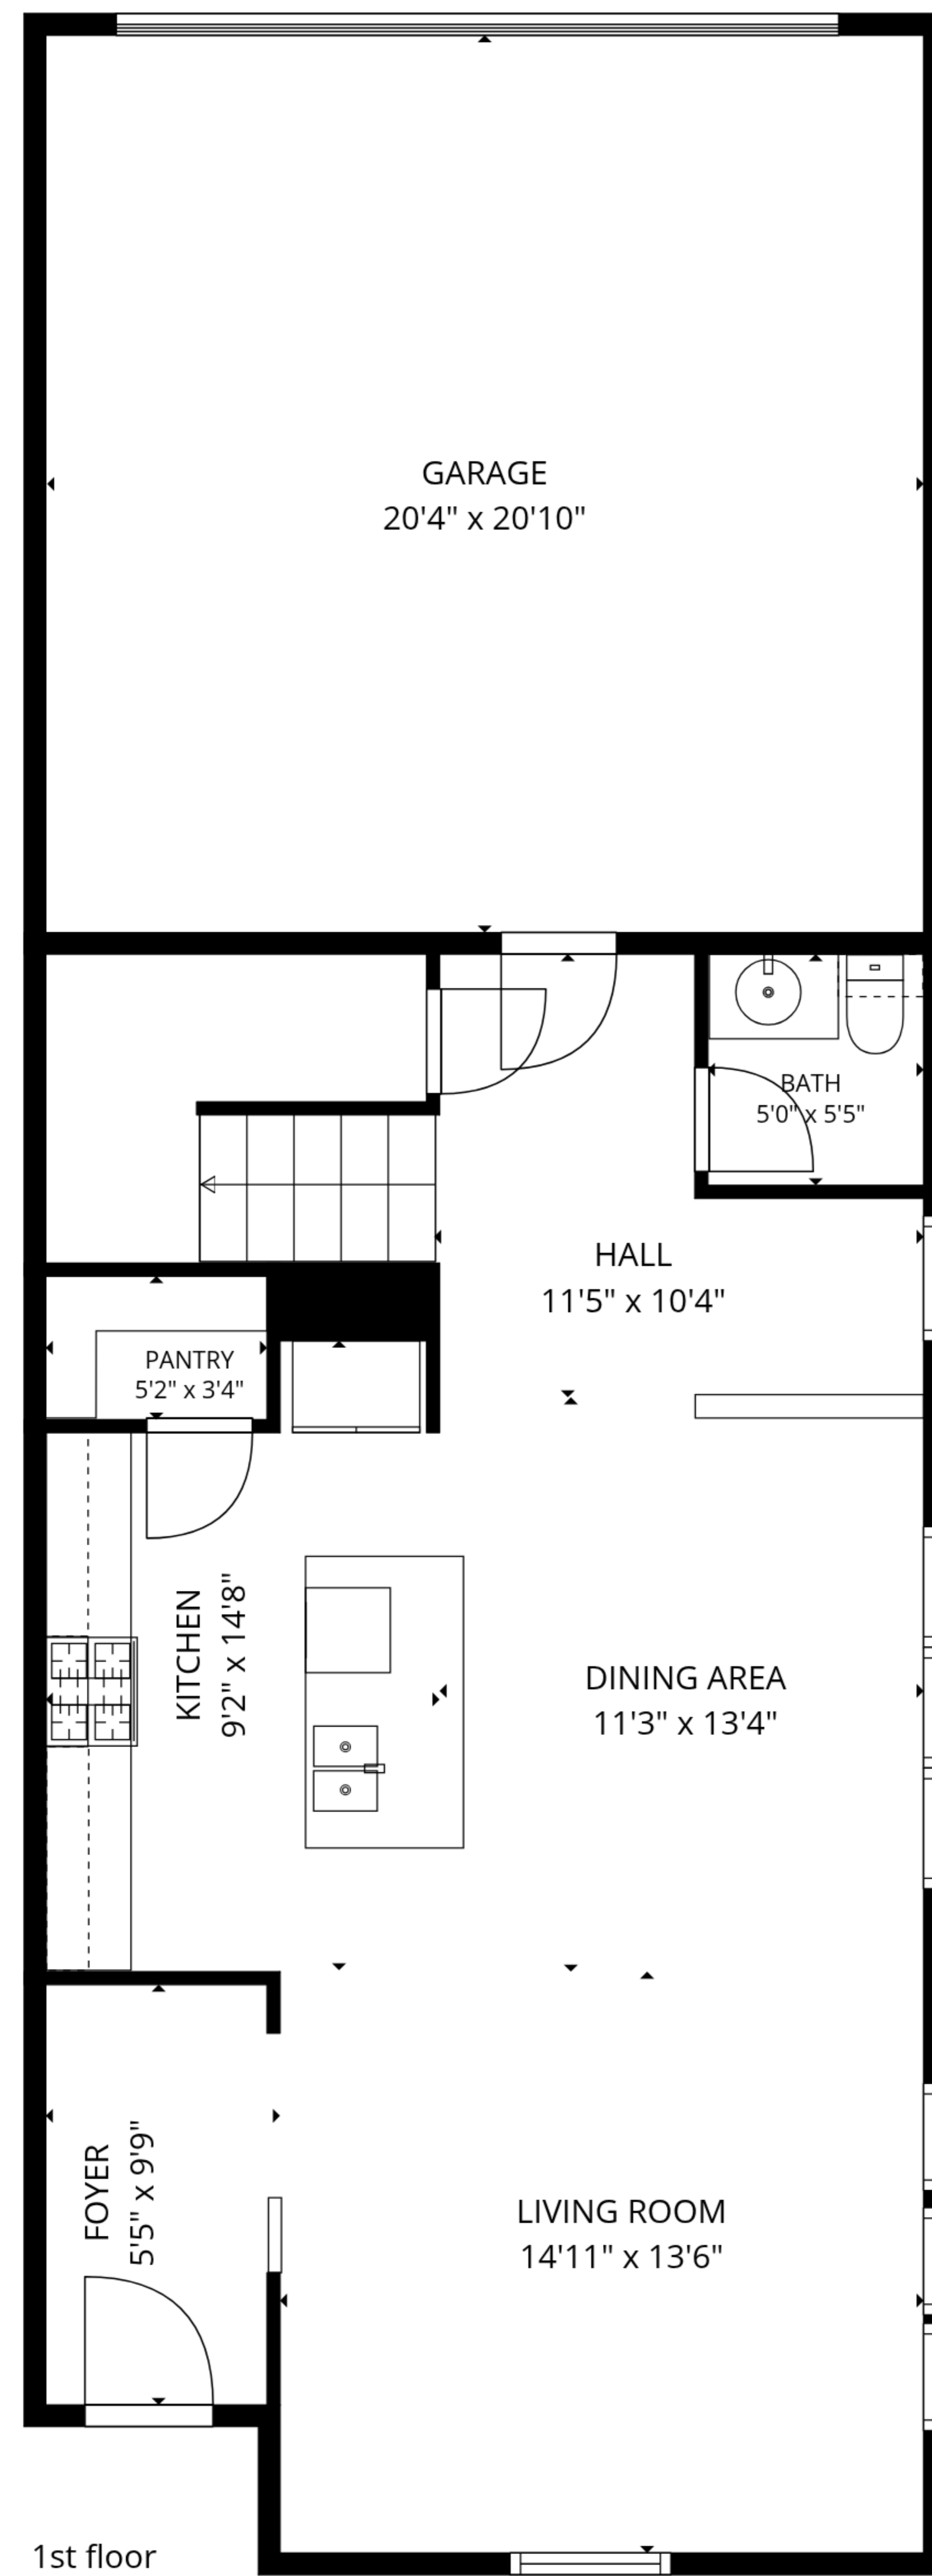 GARAGE
20'4" x 20'10"
BATH
5'0" x 5'5"
HALL
11'5" x 10'4"
PANTRY
5'2" x 3'4"
KITCHEN
9'2" x 14'8"
DINING AREA
11'3" x 13'4"
FOYER
5'5" x 9'9"
LIVING ROOM
14'11" x 13'6"
1st floor